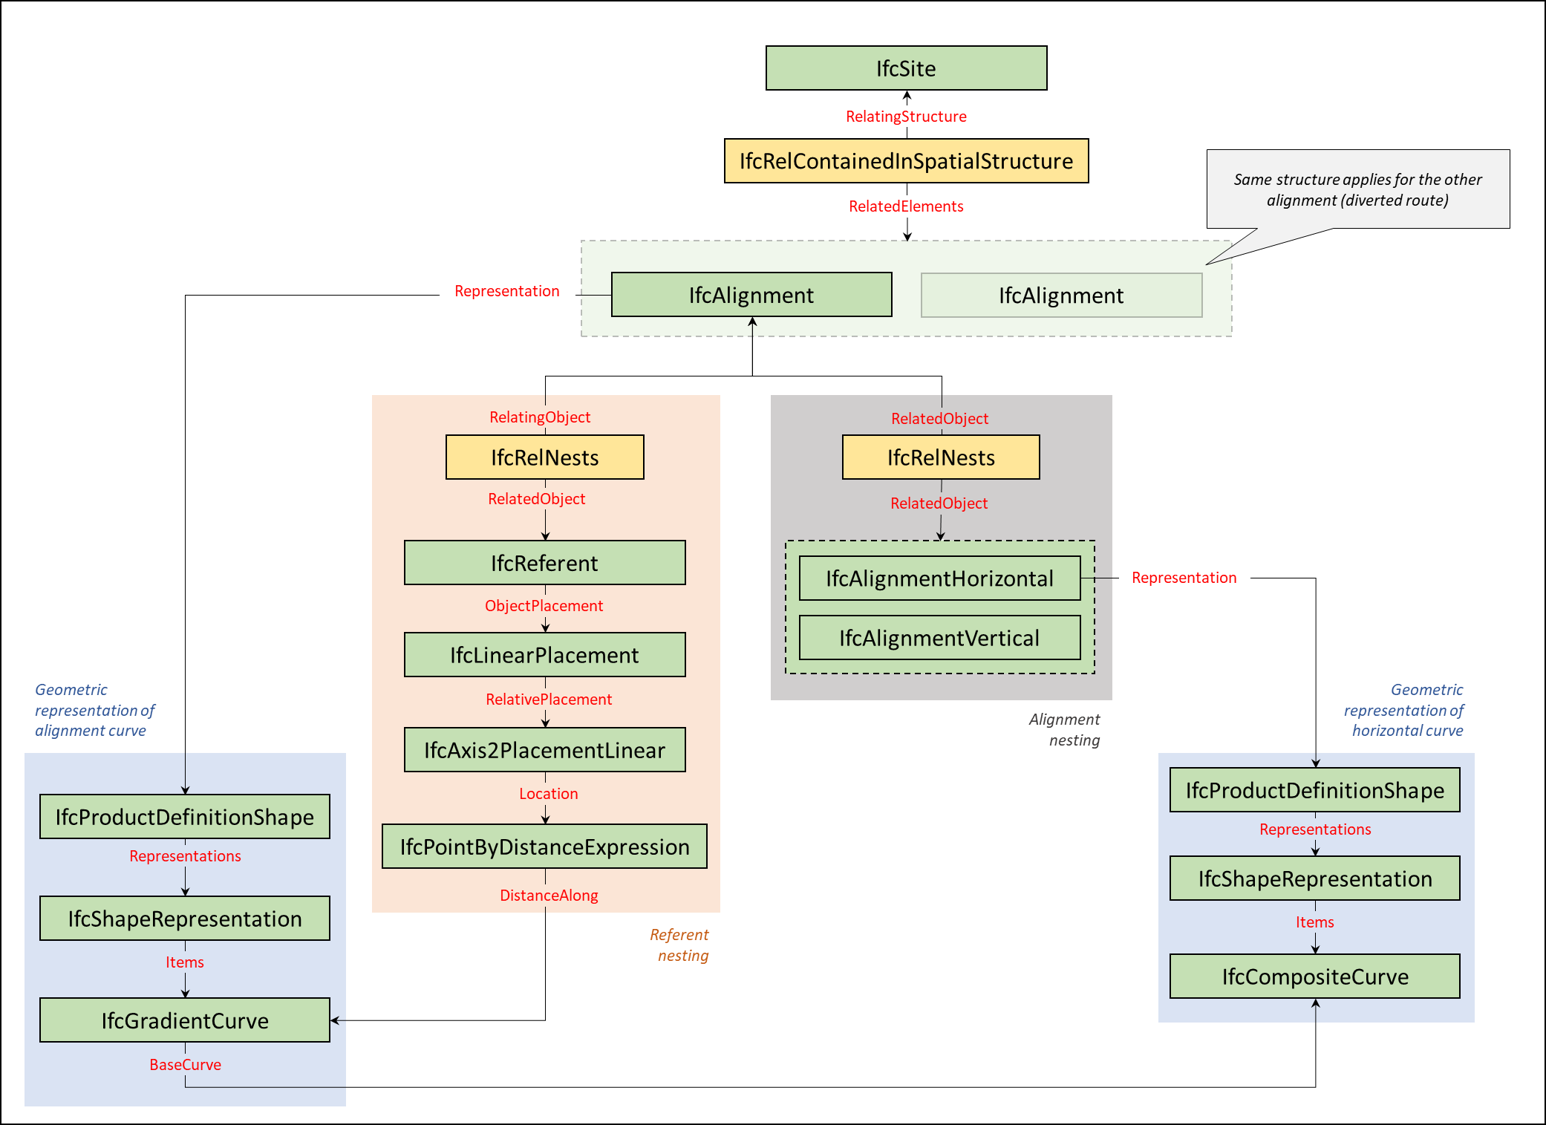 IfcSite
RelatingStructure
IfcRelContainedInSpatialStructure
Same structure applies for the other
alignment (diverted route)
RelatedElements
Representation
IfcAlignment
IfcAlignment
RelatingObject
IfcRelNests
RelatedObject
IfcReferent
ObjectPlacement
IfcLinearPlacement
RelativePlacement
IfcAxis2PlacementLinear
Location
IfcPointByDistanceExpression
DistanceAlong
Referent
nesting
RelatedObject
IfcRelNests
RelatedObject
IfcAlignmentHorizontal
IfcAlignmentVertical
Representation
Alignment
nesting
Geometric
representation of
alignment curve
IfcProductDefinitionShape
Representations
IfcShapeRepresentation
Items
IfcGradientCurve
BaseCurve
Geometric
representation of
horizontal curve
IfcProductDefinitionShape
Representations
IfcShapeRepresentation
Items
IfcCompositeCurve